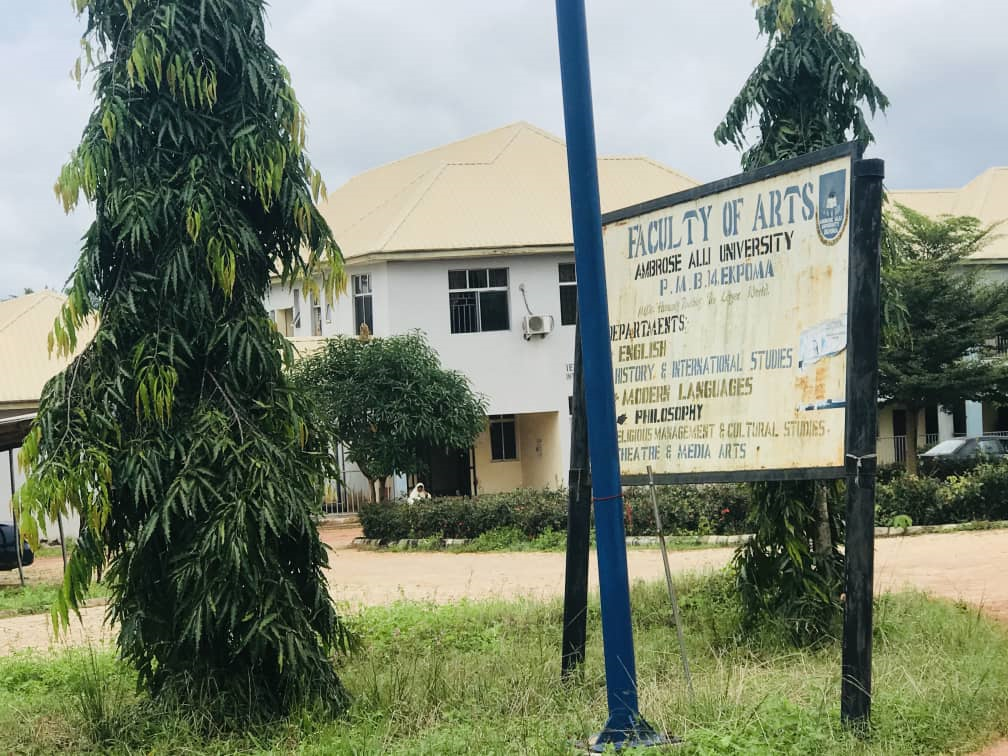 FACULTY OF ARTS
AMBROSE ALLI UNIVERSITY
P.M.B 14, EKPOMA
DEPARTMENTS:
ENGLISH
HISTORY & INTERNATIONAL STUDIES
MODERN LANGUAGES
PHILOSOPHY
RELIGIOUS MANAGEMENT & CULTURAL STUDIES
THEATRE & MEDIA ARTS